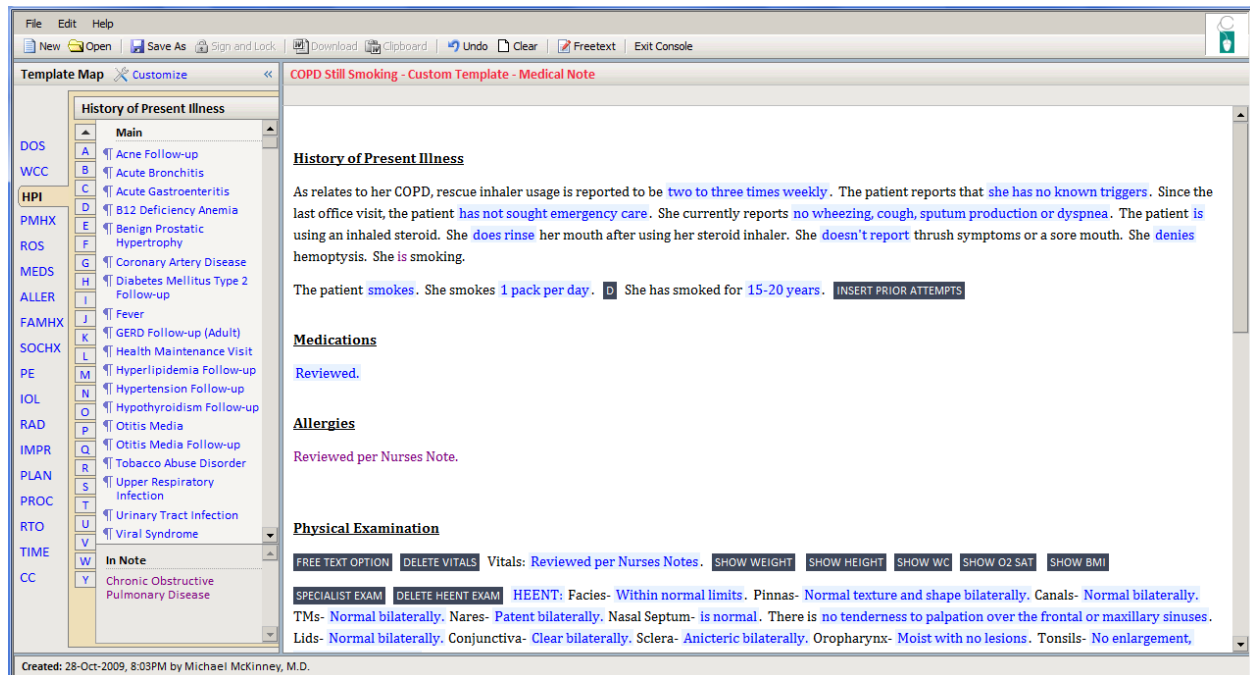 File Edit Help
New Open Save As Sign and Lock Download Clipboard Undo Clear Freetext Exit Console
Template Map Customize «
COPD Still Smoking - Custom Template - Medical Note
DOS
WCC
HPI
PMHX
ROS
MEDS
ALLER
FAMHX
SOCHX
PE
IOL
RAD
IMPR
PLAN
PROC
RTO
TIME
CC
History of Present Illness
A
B
C
D
E
F
G
H
I
J
K
L
M
N
O
P
Q
R
S
T
U
V
W
Y
Main
¶ Acne Follow-up
¶ Acute Bronchitis
¶ Acute Gastroenteritis
¶ B12 Deficiency Anemia
¶ Benign Prostatic
Hypertrophy
¶ Coronary Artery Disease
¶ Diabetes Mellitus Type 2
Follow-up
¶ Fever
¶ GERD Follow-up (Adult)
¶ Health Maintenance Visit
¶ Hyperlipidemia Follow-up
¶ Hypertension Follow-up
¶ Hypothyroidism Follow-up
¶ Otitis Media
¶ Otitis Media Follow-up
¶ Tobacco Abuse Disorder
¶ Upper Respiratory
Infection
¶ Urinary Tract Infection
¶ Viral Syndrome
In Note
Chronic Obstructive
Pulmonary Disease
History of Present Illness
As relates to her COPD, rescue inhaler usage is reported to be two to three times weekly. The patient reports that she has no known triggers. Since the
last office visit, the patient has not sought emergency care. She currently reports no wheezing, cough, sputum production or dyspnea. The patient is
using an inhaled steroid. She does rinse her mouth after using her steroid inhaler. She doesn't report thrush symptoms or a sore mouth. She denies
hemoptysis. She is smoking.
The patient smokes. She smokes 1 pack per day. D She has smoked for 15-20 years. INSERT PRIOR ATTEMPTS
Medications
Reviewed.
Allergies
Reviewed per Nurses Note.
Physical Examination
FREE TEXT OPTION DELETE VITALS Vitals: Reviewed per Nurses Notes. SHOW WEIGHT SHOW HEIGHT SHOW WC SHOW O2 SAT SHOW BMI
SPECIALIST EXAM DELETE HEENT EXAM HEENT: Facies- Within normal limits. Pinnas- Normal texture and shape bilaterally. Canals- Normal bilaterally.
TMs- Normal bilaterally. Nares- Patent bilaterally. Nasal Septum- is normal. There is no tenderness to palpation over the frontal or maxillary sinuses.
Lids- Normal bilaterally. Conjunctiva- Clear bilaterally. Sclera- Anicteric bilaterally. Oropharynx- Moist with no lesions. Tonsils- No enlargement,
Created: 28-Oct-2009, 8:03PM by Michael McKinney, M.D.